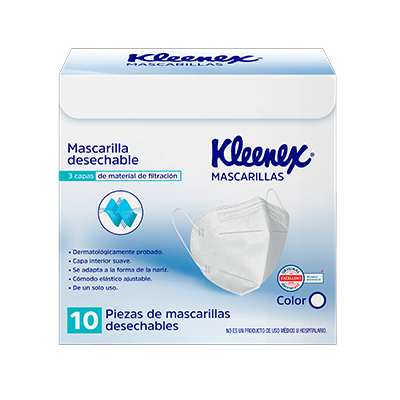 Kleenex®
MASCARILLAS
Mascarilla
desechable
3 capas de material de filtración
Kleenex®
MASCARILLAS
• Dermatológicamente probado.
• Capa interior suave.
• Se adapta a la forma de la nariz.
• Cómodo elástico ajustable.
• De un solo uso.
EXCELLENT
Color
10 Piezas de mascarillas
desechables
NO ES UN PRODUCTO DE USO MÉDICO U HOSPITALARIO.